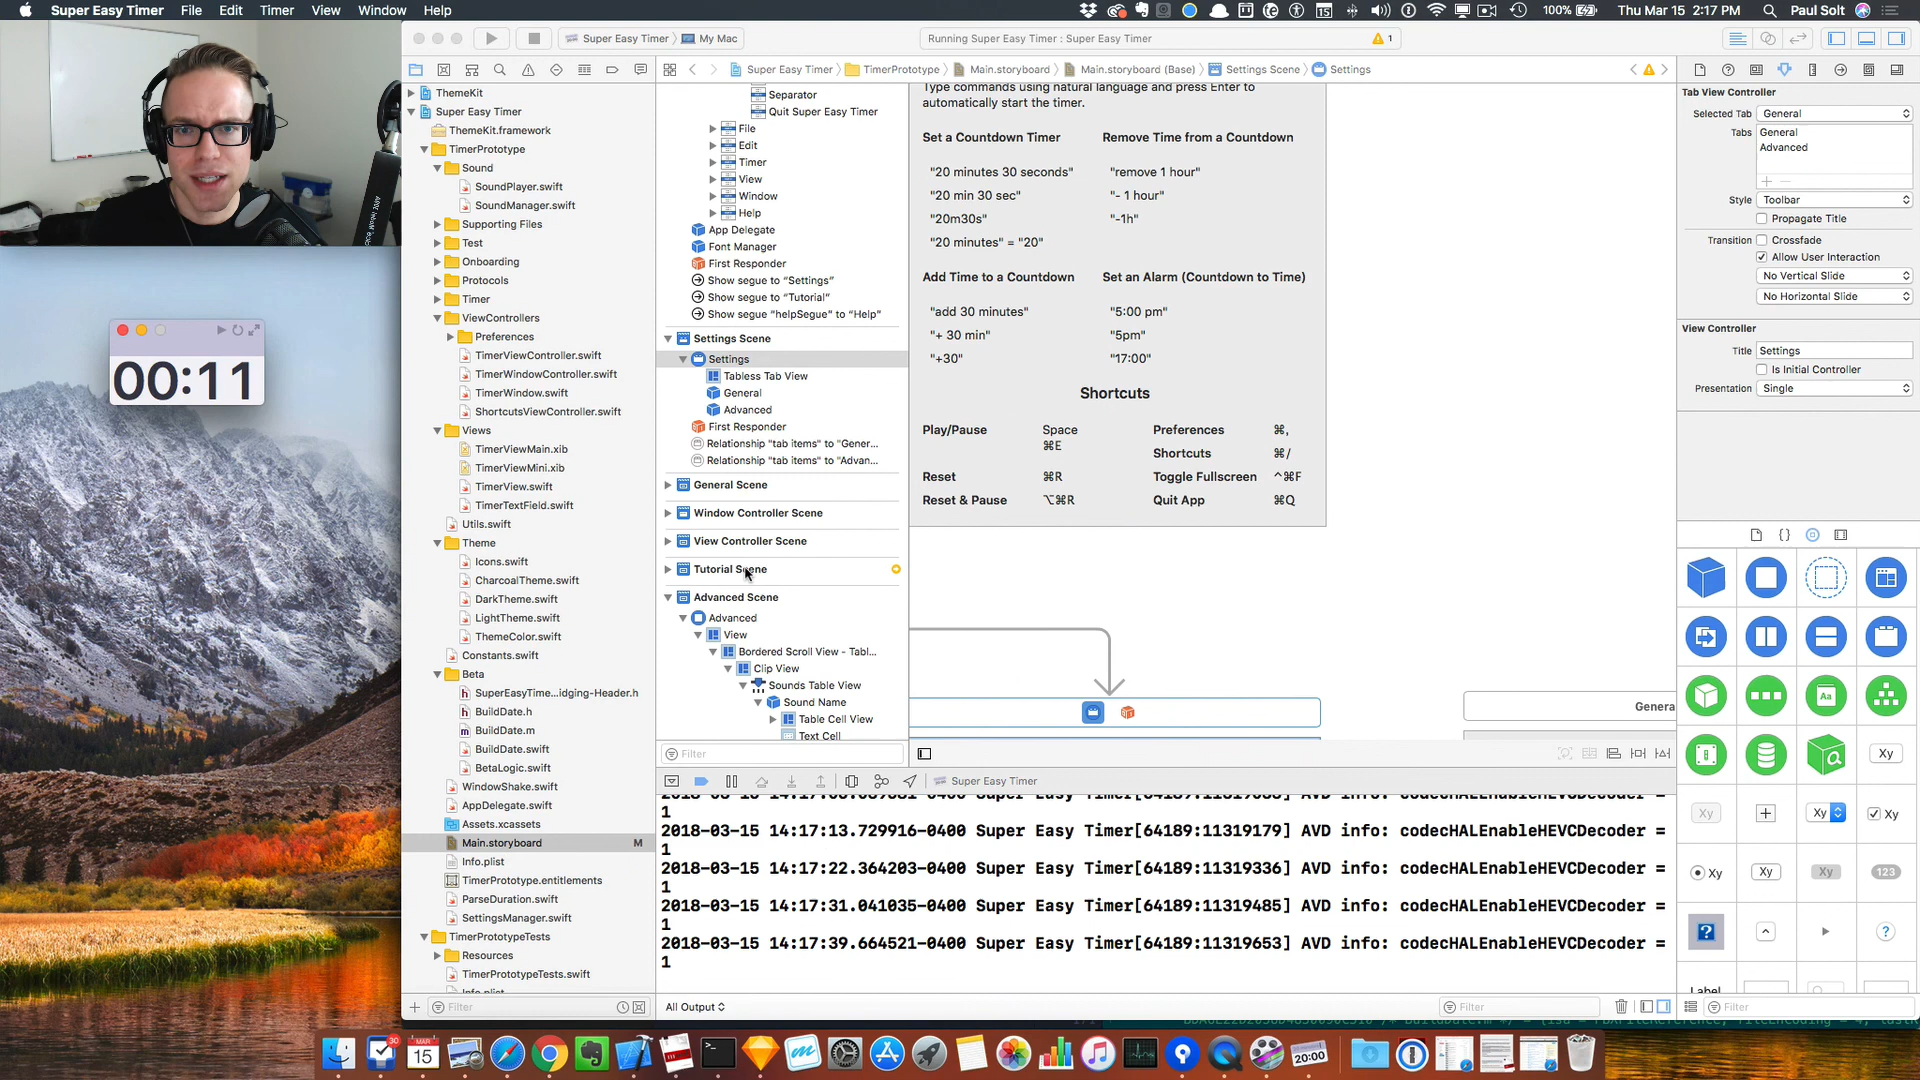 Super Easy Timer File Edit Timer View Window Help
15 100% Thu Mar 15 2:17 PM Paul Solt
Super Easy Timer My Mac
Running Super Easy Timer : Super Easy Timer
1
Super Easy Timer TimerPrototype Main.storyboard Main.storyboard (Base) Settings Scene Settings
ThemeKit
Super Easy Timer
ThemeKit.framework
TimerPrototype
Sound
SoundPlayer.swift
SoundManager.swift
Supporting Files
Test
Onboarding
Protocols
Timer
ViewControllers
Preferences
TimerViewController.swift
TimerWindowController.swift
TimerWindow.swift
ShortcutsViewController.swift
Views
TimerViewMain.xib
TimerViewMini.xib
TimerView.swift
TimerTextField.swift
Utils.swift
Theme
Icons.swift
CharcoalTheme.swift
DarkTheme.swift
LightTheme.swift
ThemeColor.swift
Constants.swift
Beta
SuperEasyTime...idging-Header.h
BuildDate.h
BuildDate.m
BuildDate.swift
BetaLogic.swift
WindowShake.swift
AppDelegate.swift
Assets.xcassets
Main.storyboard M
Info.plist
TimerPrototype.entitlements
ParseDuration.swift
SettingsManager.swift
TimerPrototypeTests
Resources
TimerPrototypeTests.swift
Info.plist
Filter
00:11
Separator
Quit Super Easy Timer
File
Edit
Timer
View
Window
Help
App Delegate
Font Manager
First Responder
Show segue to “Settings”
Show segue to “Tutorial”
Show segue “helpSegue” to “Help”
Settings Scene
Settings
Tabless Tab View
General
Advanced
First Responder
Relationship "tab items" to "Gener...
Relationship "tab items" to "Advan...
General Scene
Window Controller Scene
View Controller Scene
Tutorial Scene
Advanced Scene
Advanced
View
Bordered Scroll View - Tabl...
Clip View
Sounds Table View
Sound Name
Table Cell View
Text Cell
Filter
Type commands using natural language and press Enter to
automatically start the timer.
Set a Countdown Timer Remove Time from a Countdown
"20 minutes 30 seconds" "remove 1 hour"
"20 min 30 sec" "- 1 hour"
"20m30s" "-1h"
"20 minutes" = "20"
Add Time to a Countdown Set an Alarm (Countdown to Time)
"add 30 minutes" "5:00 pm"
"+ 30 min" "5pm"
"+30" "17:00"
Shortcuts
Play/Pause Space Preferences ⌘,
⌘E Shortcuts ⌘/
Reset ⌘R Toggle Fullscreen ^⌘F
Reset & Pause ⌥⌘R Quit App ⌘Q
Genera
Super Easy Timer
1
2018-03-15 14:17:13.729916-0400 Super Easy Timer[64189:11319179] AVD info: codecHALEnableHEVCDecoder =
1
2018-03-15 14:17:22.364203-0400 Super Easy Timer[64189:11319336] AVD info: codecHALEnableHEVCDecoder =
1
2018-03-15 14:17:31.041035-0400 Super Easy Timer[64189:11319485] AVD info: codecHALEnableHEVCDecoder =
1
2018-03-15 14:17:39.664521-0400 Super Easy Timer[64189:11319653] AVD info: codecHALEnableHEVCDecoder =
1
All Output
Filter
Tab View Controller
Selected Tab General
Tabs General
Advanced
Style Toolbar
Propagate Title
Transition Crossfade
Allow User Interaction
No Vertical Slide
No Horizontal Slide
View Controller
Title Settings
Is Initial Controller
Presentation Single
Aa
Xy
Xy Xy Xy
Xy Xy Xy 123
Label
Filter
30 MAR 15 20:00